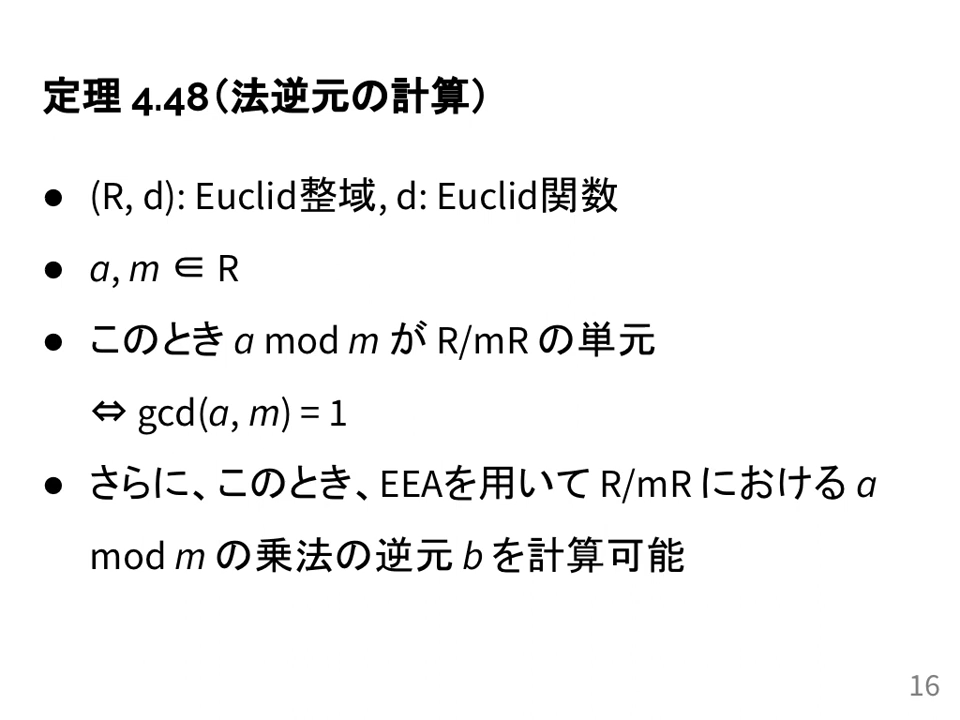 定理 4.48（法逆元の計算）
● (R, d): Euclid整域, d: Euclid関数
● a, m ∈ R
● このとき a mod m が R/mR の単元
⇔ gcd(a, m) = 1
● さらに、このとき、EEAを用いて R/mR における a
mod m の乗法の逆元 b を計算可能
16